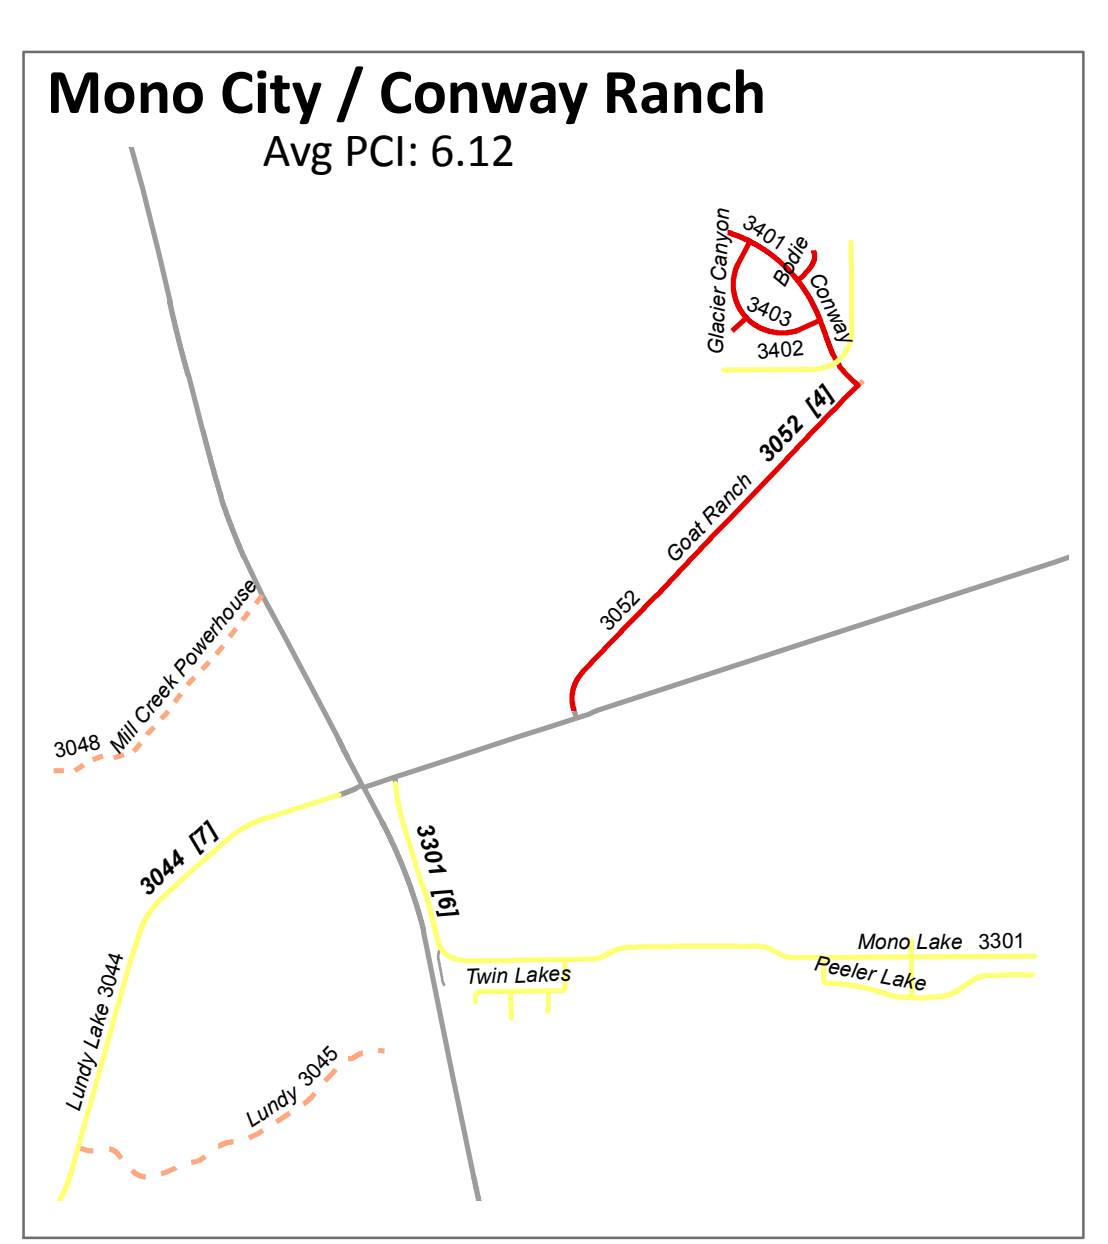 Mono City / Conway Ranch
Avg PCI: 6.12
Glacier Canyon
3401
Bodie
Conway
3403
3402
3052 [4]
Goat Ranch
3052
Mill Creek Powerhouse
3048
3044 [7]
3301 [6]
Mono Lake 3301
Peeler Lake
Twin Lakes
Lundy Lake 3044
Lundy 3045